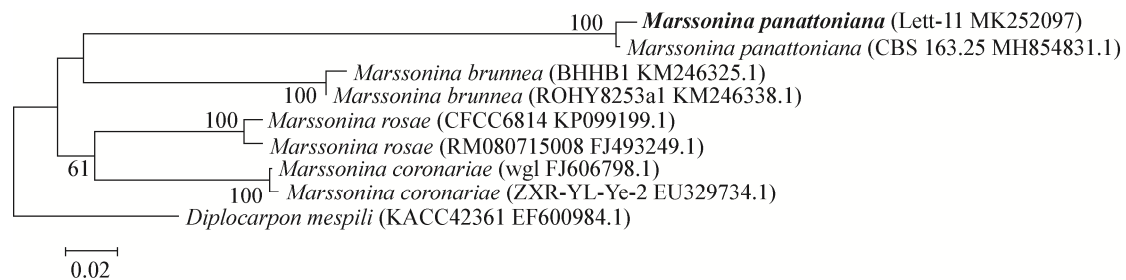 100
Marssonina panattoniana (Lett-11 MK252097)
Marssonina panattoniana (CBS 163.25 MH854831.1)
Marssonina brunnea (BHHB1 KM246325.1)
100
Marssonina brunnea (ROHY8253a1 KM246338.1)
100
Marssonina rosae (CFCC6814 KP099199.1)
Marssonina rosae (RM080715008 FJ493249.1)
61
Marssonina coronariae (wgl FJ606798.1)
100
Marssonina coronariae (ZXR-YL-Ye-2 EU329734.1)
Diplocarpon mespili (KACC42361 EF600984.1)
0.02